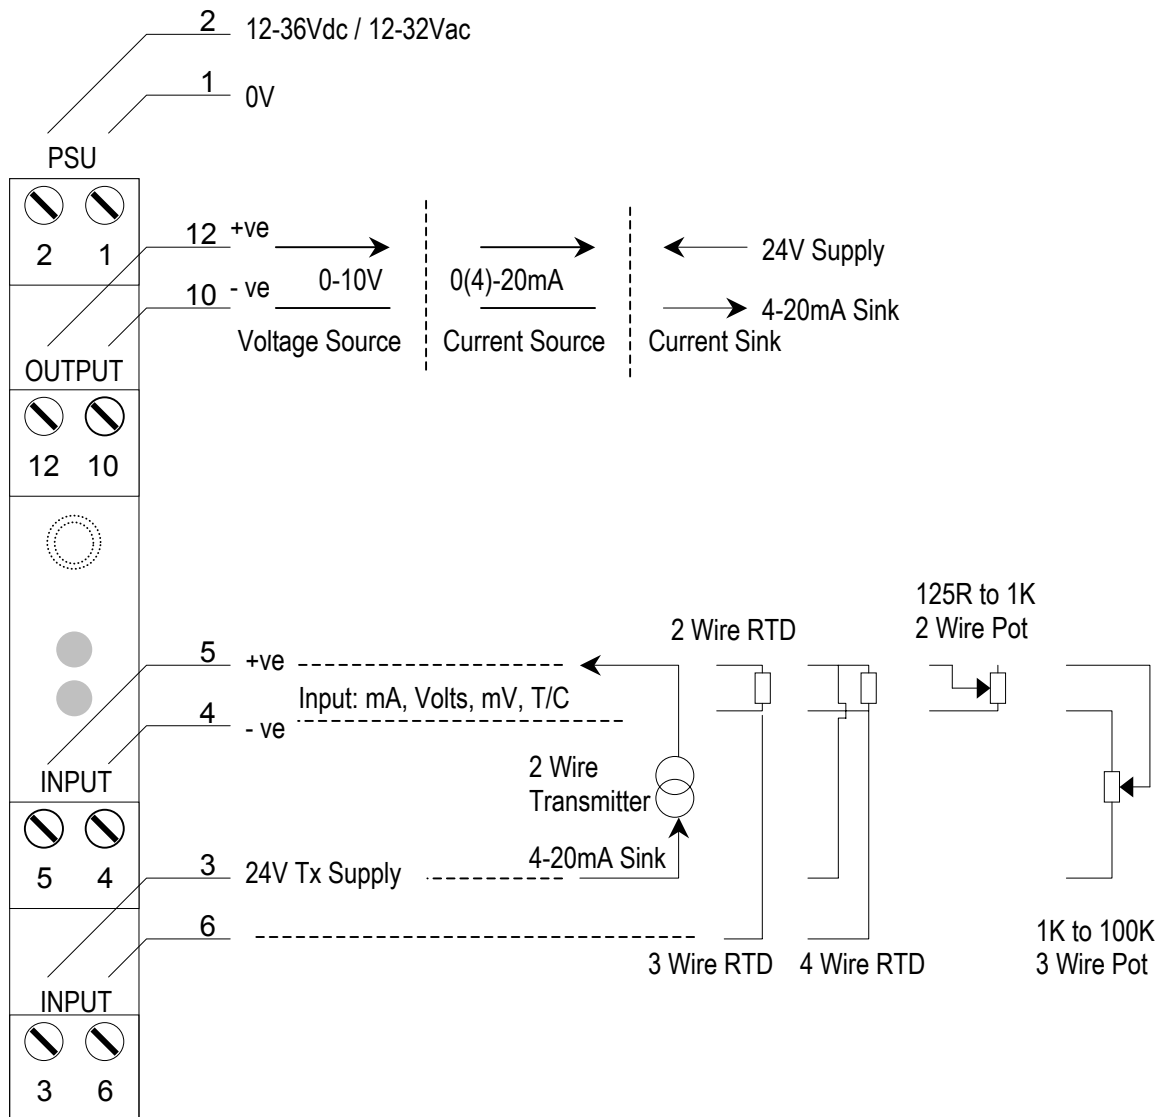 2 12-36Vdc / 12-32Vac
1 0V
PSU
2 1
12 +ve
24V Supply
10 - ve
0-10V
0(4)-20mA
4-20mA Sink
Voltage Source
Current Source
Current Sink
OUTPUT
12 10
125R to 1K
2 Wire Pot
2 Wire RTD
5 +ve
Input: mA, Volts, mV, T/C
4 - ve
INPUT
2 Wire
Transmitter
5 4
3 24V Tx Supply
4-20mA Sink
6
3 Wire RTD
4 Wire RTD
1K to 100K
3 Wire Pot
INPUT
3 6